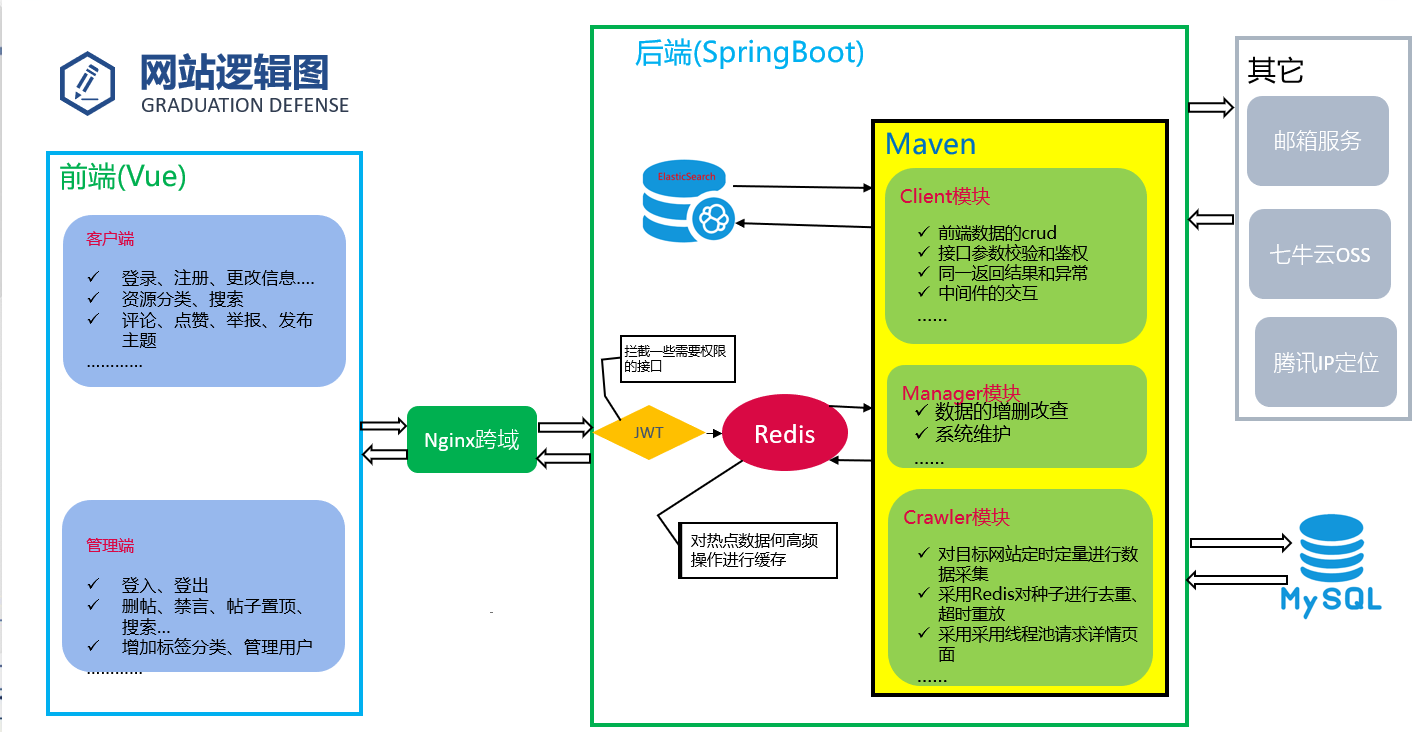 网站逻辑图
GRADUATION DEFENSE
前端(Vue)
客户端
✓ 登录、注册、更改信息....
✓ 资源分类、搜索
✓ 评论、点赞、举报、发布
主题
…………
管理端
✓ 登入、登出
✓ 删帖、禁言、帖子置顶、
搜索...
✓ 增加标签分类、管理用户
…………
Nginx跨域
后端(SpringBoot)
ElasticSearch
拦截一些需要权限
的接口
JWT
Redis
对热点数据何高频
操作进行缓存
Maven
Client模块
✓ 前端数据的crud
✓ 接口参数校验和鉴权
✓ 同一返回结果和异常
✓ 中间件的交互
……
Manager模块
✓ 数据的增删改查
✓ 系统维护
……
Crawler模块
✓ 对目标网站定时定量进行数
据采集
✓ 采用Redis对种子进行去重、
超时重放
✓ 采用采用线程池请求详情页
面
……
其它
邮箱服务
七牛云OSS
腾讯IP定位
MySQL